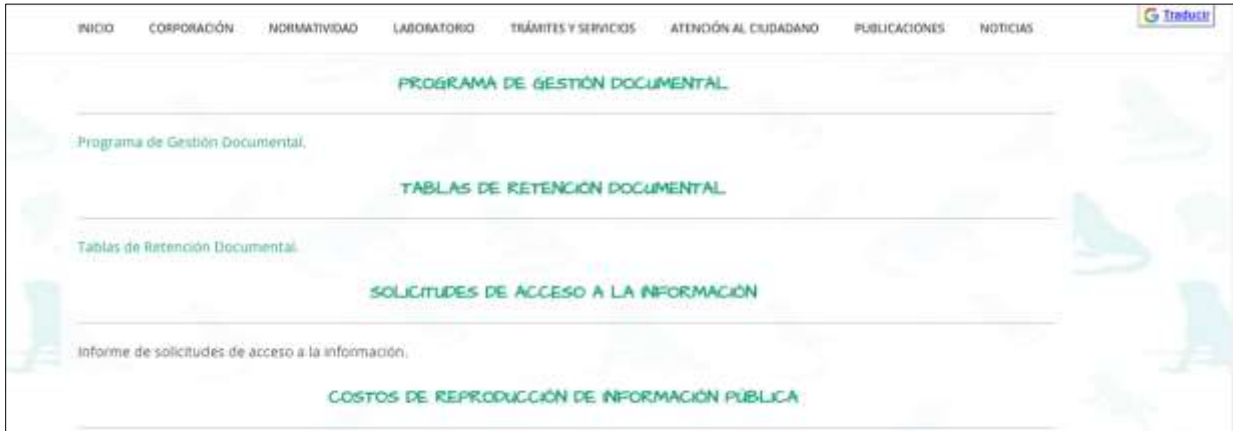 INICIO CORPORACIÓN NORMATIVIDAD LABORATORIO TRÁMITES Y SERVICIOS ATENCIÓN AL CIUDADANO PUBLICACIONES NOTICIAS G Traducir
PROGRAMA DE GESTIÓN DOCUMENTAL
Programa de Gestión Documental.
TABLAS DE RETENCIÓN DOCUMENTAL
Tablas de Retención Documental.
SOLICITUDES DE ACCESO A LA INFORMACIÓN
Informe de solicitudes de acceso a la información.
COSTOS DE REPRODUCCIÓN DE INFORMACIÓN PÚBLICA